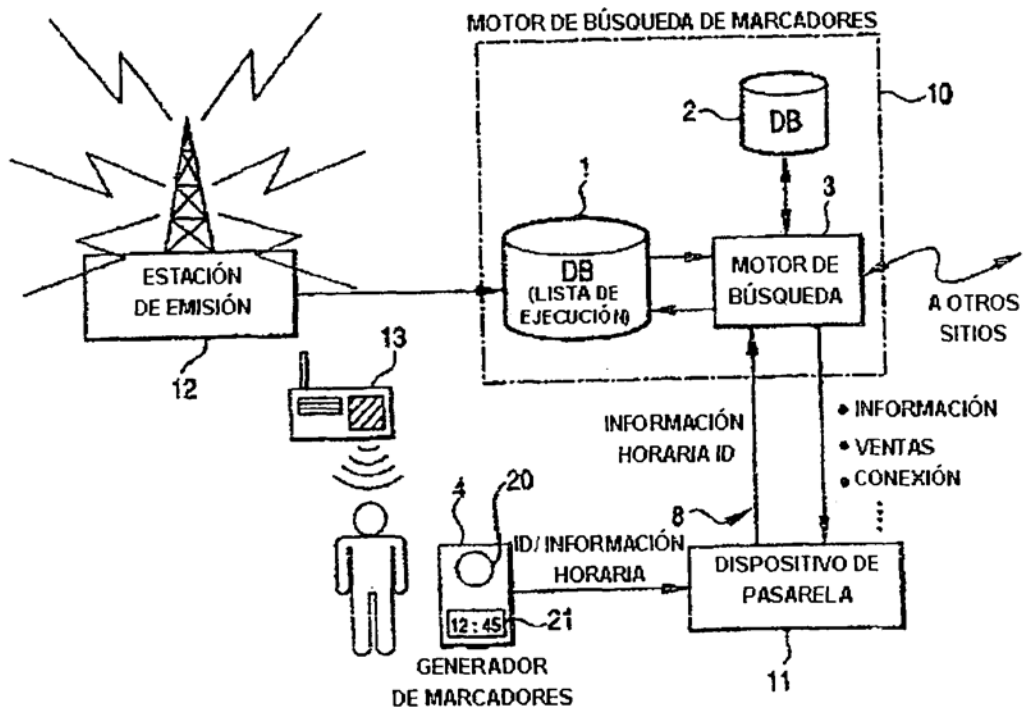 MOTOR DE BÚSQUEDA DE MARCADORES
10
2
DB
1
3
DB
(LISTA DE
EJECUCIÓN)
MOTOR DE
BÚSQUEDA
A OTROS
SITIOS
ESTACIÓN
DE EMISIÓN
12
13
INFORMACIÓN
HORARIA ID
• INFORMACIÓN
• VENTAS
• CONEXIÓN
8
4
20
ID/INFORMACIÓN
HORARIA
12:45
21
GENERADOR
DE MARCADORES
DISPOSITIVO DE
PASARELA
11